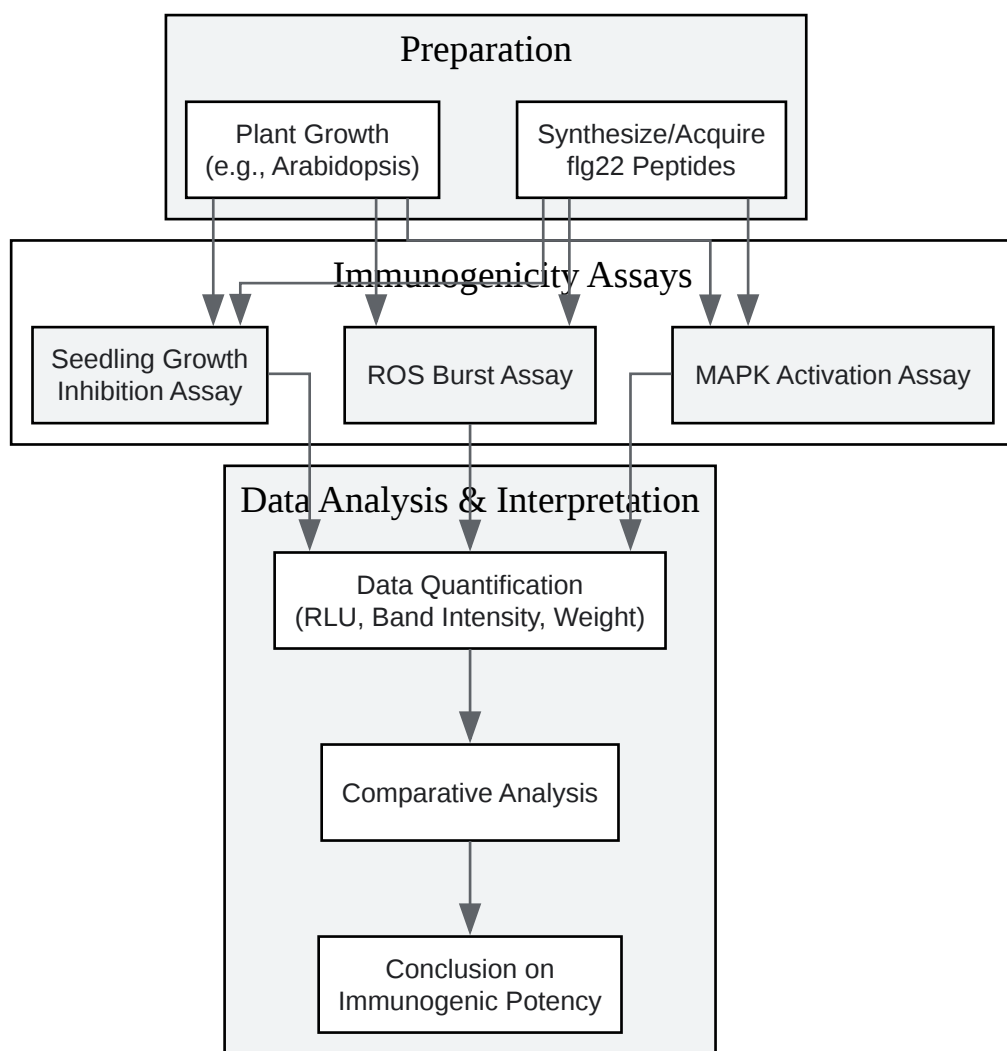 Preparation
Plant Growth
(e.g., Arabidopsis)
Synthesize/Acquire
flg22 Peptides
Immunogenicity Assays
Seedling Growth
Inhibition Assay
ROS Burst Assay
MAPK Activation Assay
Data Analysis & Interpretation
Data Quantification
(RLU, Band Intensity, Weight)
Comparative Analysis
Conclusion on
Immunogenic Potency